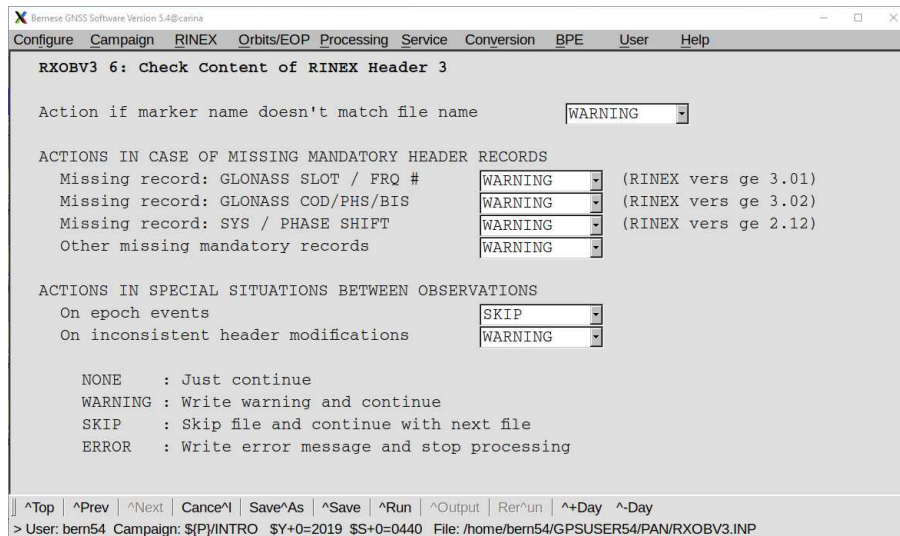 Bernese GNSS Software Version 5.4@carina
Configure Campaign RINEX Orbits/EOP Processing Service Conversion BPE User Help
RXOBV3 6: Check Content of RINEX Header 3
Action if marker name doesn't match file name WARNING
ACTIONS IN CASE OF MISSING MANDATORY HEADER RECORDS
Missing record: GLONASS SLOT / FRQ # WARNING (RINEX vers ge 3.01)
Missing record: GLONASS COD/PHS/BIS WARNING (RINEX vers ge 3.02)
Missing record: SYS / PHASE SHIFT WARNING (RINEX vers ge 2.12)
Other missing mandatory records WARNING
ACTIONS IN SPECIAL SITUATIONS BETWEEN OBSERVATIONS
On epoch events SKIP
On inconsistent header modifications WARNING
NONE : Just continue
WARNING : Write warning and continue
SKIP : Skip file and continue with next file
ERROR : Write error message and stop processing
^Top ^Prev ^Next Cance^l Save^As ^Save ^Run ^Output Rer^un ^+Day ^-Day
> User: bern54 Campaign: ${P}/INTRO $Y+0=2019 $S+0=0440 File: /home/bern54/GPSUSER54/PAN/RXOBV3.INP